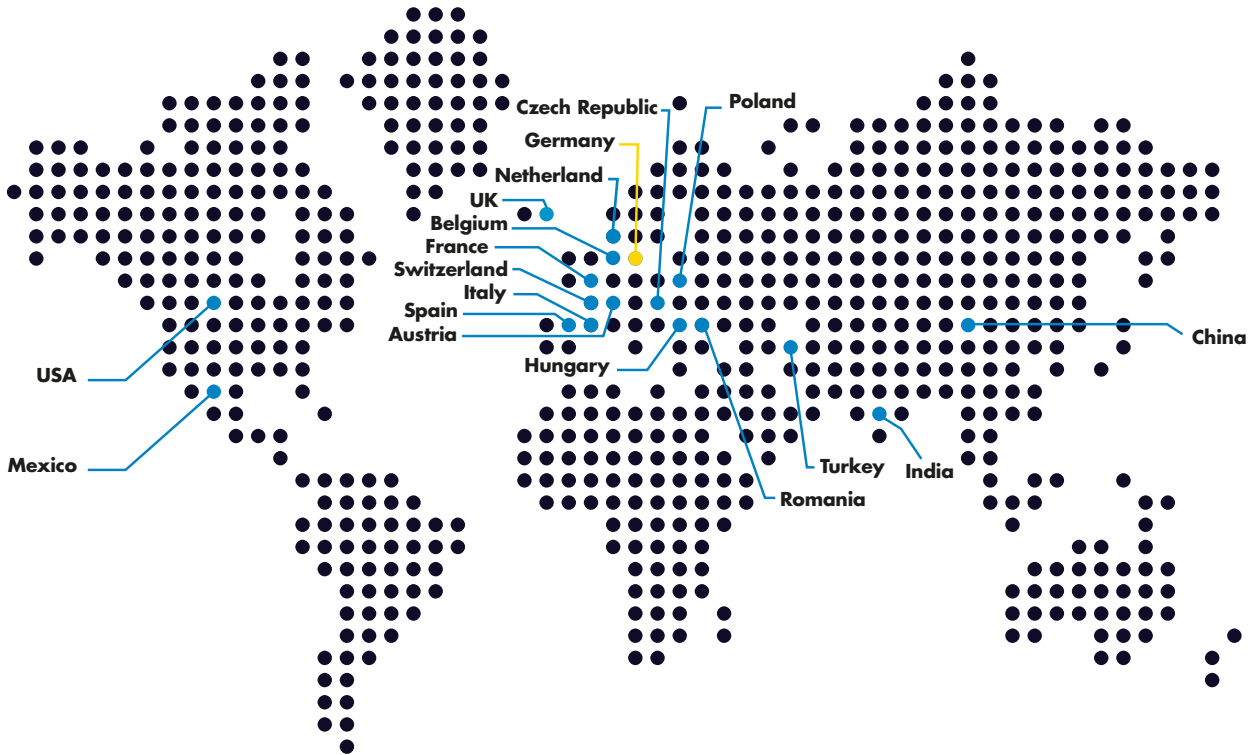 Czech Republic
Poland
Germany
Netherland
UK
Belgium
France
Switzerland
Italy
Spain
Austria
Hungary
China
USA
Mexico
Turkey
India
Romania